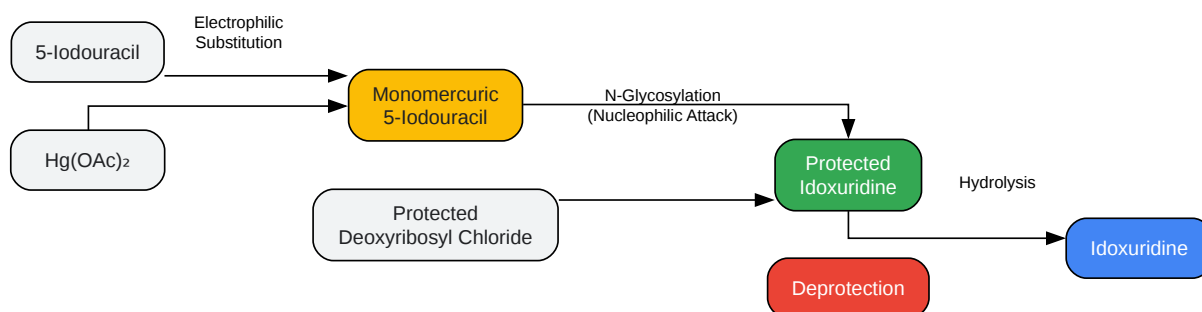 Electrophilic
Substitution
5-Iodouracil
Monomercuric
5-Iodouracil
N-Glycosylation
(Nucleophilic Attack)
Hg(OAc)₂
Protected
Idoxuridine
Hydrolysis
Protected
Deoxyribosyl Chloride
Idoxuridine
Deprotection